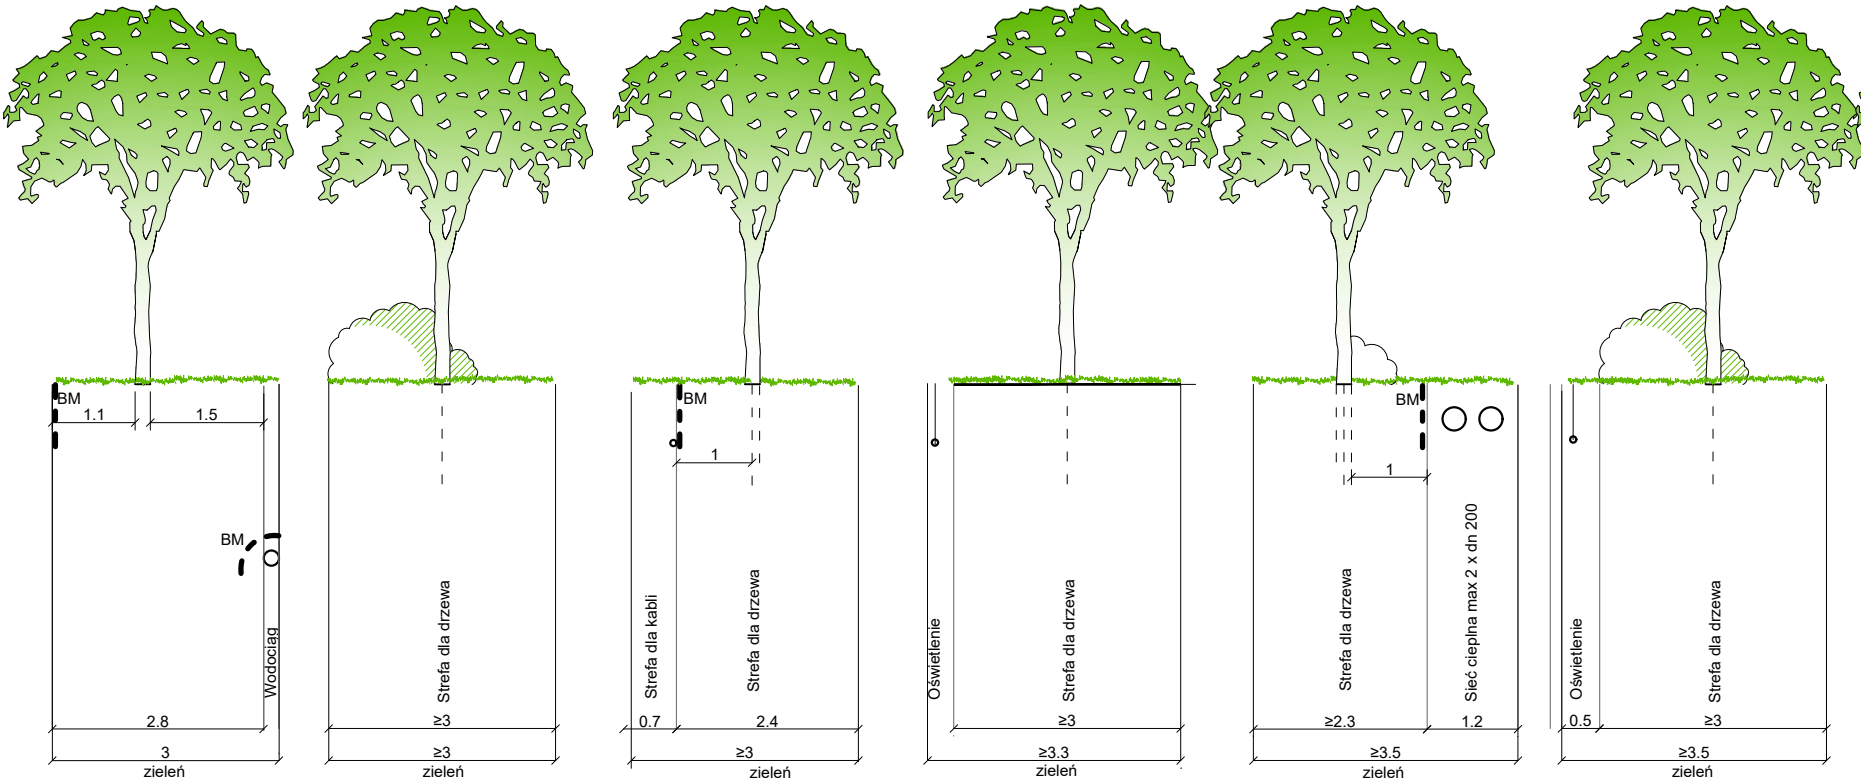 BM
1.1
1.5
BM
Wodociąg
2.8
3
zieleń
Strefa dla drzewa
≥3
≥3
zieleń
BM
1
Strefa dla kabli
Strefa dla drzewa
0.7
2.4
≥3
zieleń
Oświetlenie
Strefa dla drzewa
≥3
≥3.3
zieleń
BM
1
Strefa dla drzewa
Sieć cieplna max 2 x dn 200
≥2.3
1.2
≥3.5
zieleń
Oświetlenie
Strefa dla drzewa
0.5
≥3
≥3.5
zieleń